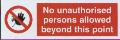 No unauthorised
persons allowed
beyond this point